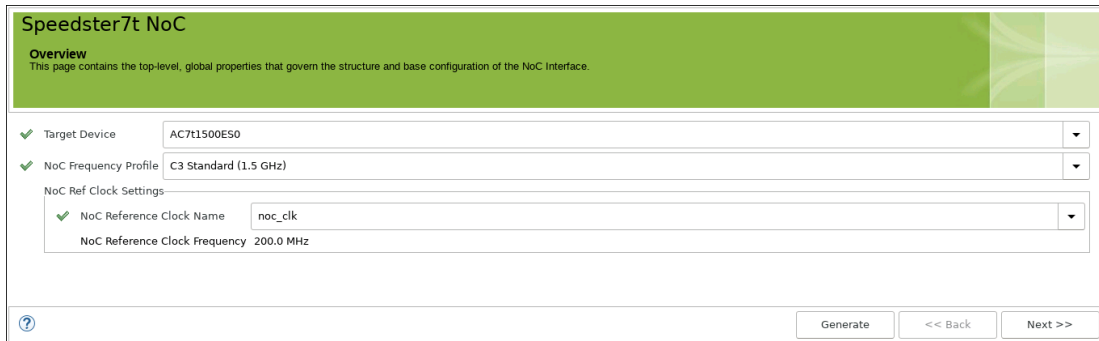 Speedster7t NoC
Overview
This page contains the top-level, global properties that govern the structure and base configuration of the NoC Interface.
Target Device AC7t1500ES0
NoC Frequency Profile C3 Standard (1.5 GHz)
NoC Ref Clock Settings
NoC Reference Clock Name noc_clk
NoC Reference Clock Frequency 200.0 MHz
? Generate << Back Next >>